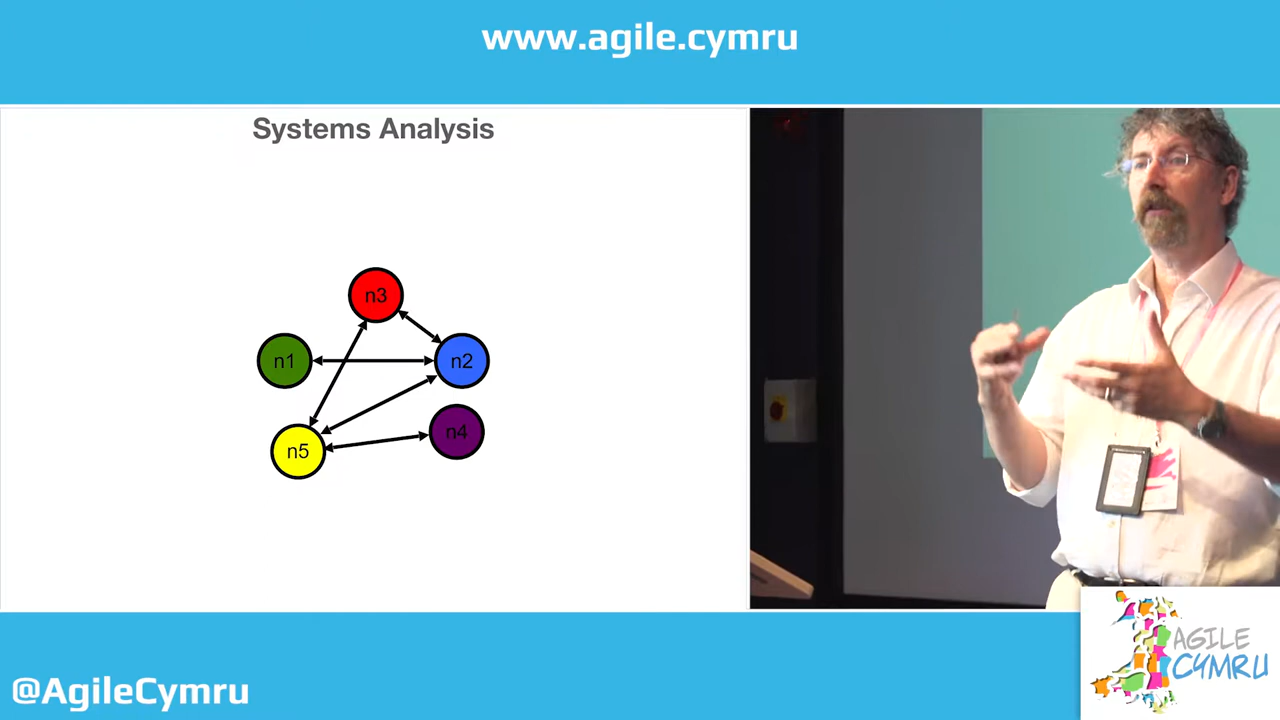 www.agile.cymru
Systems Analysis
n3
n1
n2
n4
n5
@AgileCymru
AGILE
CYMRU